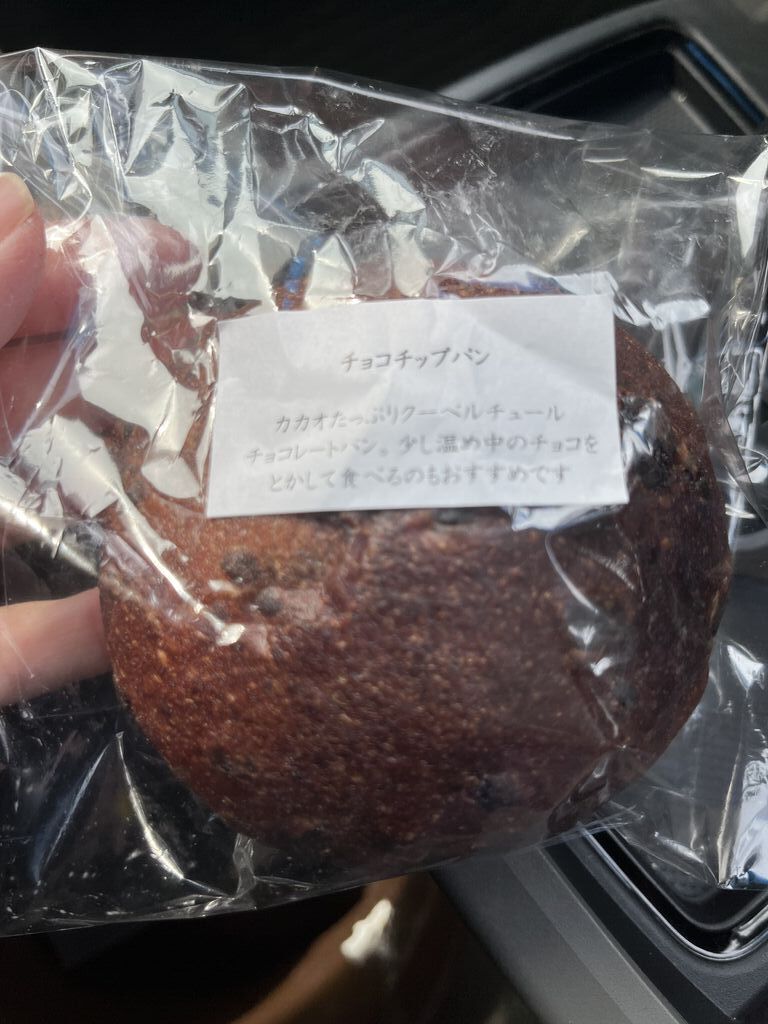 チョコチップパン
カカオたっぷりクーベルチュール
チョコレートパン。少し温め中のチョコを
とかして食べるのもおすすめです